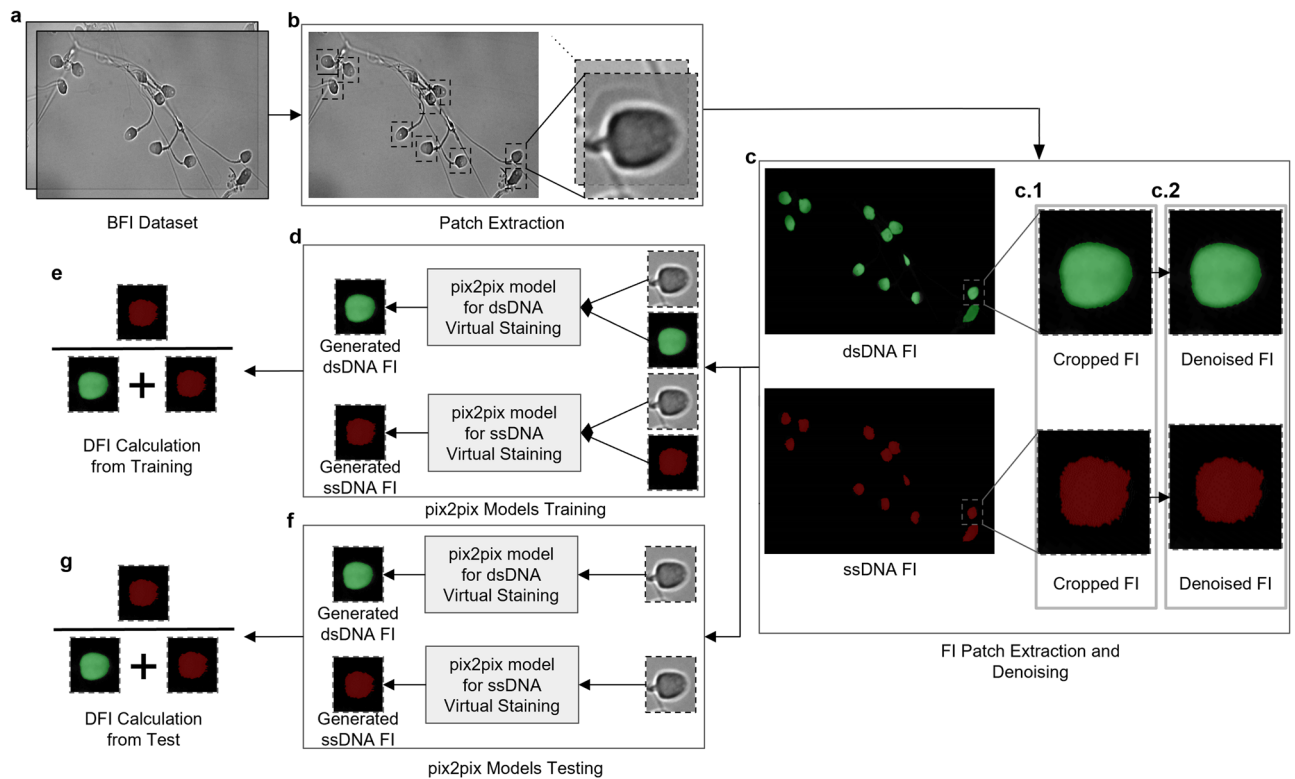 a
BFI Dataset
b
Patch Extraction
c
c.1
c.2
dsDNA FI
Cropped FI
Denoised FI
ssDNA FI
Cropped FI
Denoised FI
FI Patch Extraction and
Denoising
d
pix2pix model
for dsDNA
Virtual Staining
Generated
dsDNA FI
pix2pix model
for ssDNA
Virtual Staining
Generated
ssDNA FI
pix2pix Models Training
e
+
DFI Calculation
from Training
f
pix2pix model
for dsDNA
Virtual Staining
Generated
dsDNA FI
pix2pix model
for ssDNA
Virtual Staining
Generated
ssDNA FI
pix2pix Models Testing
g
+
DFI Calculation
from Test